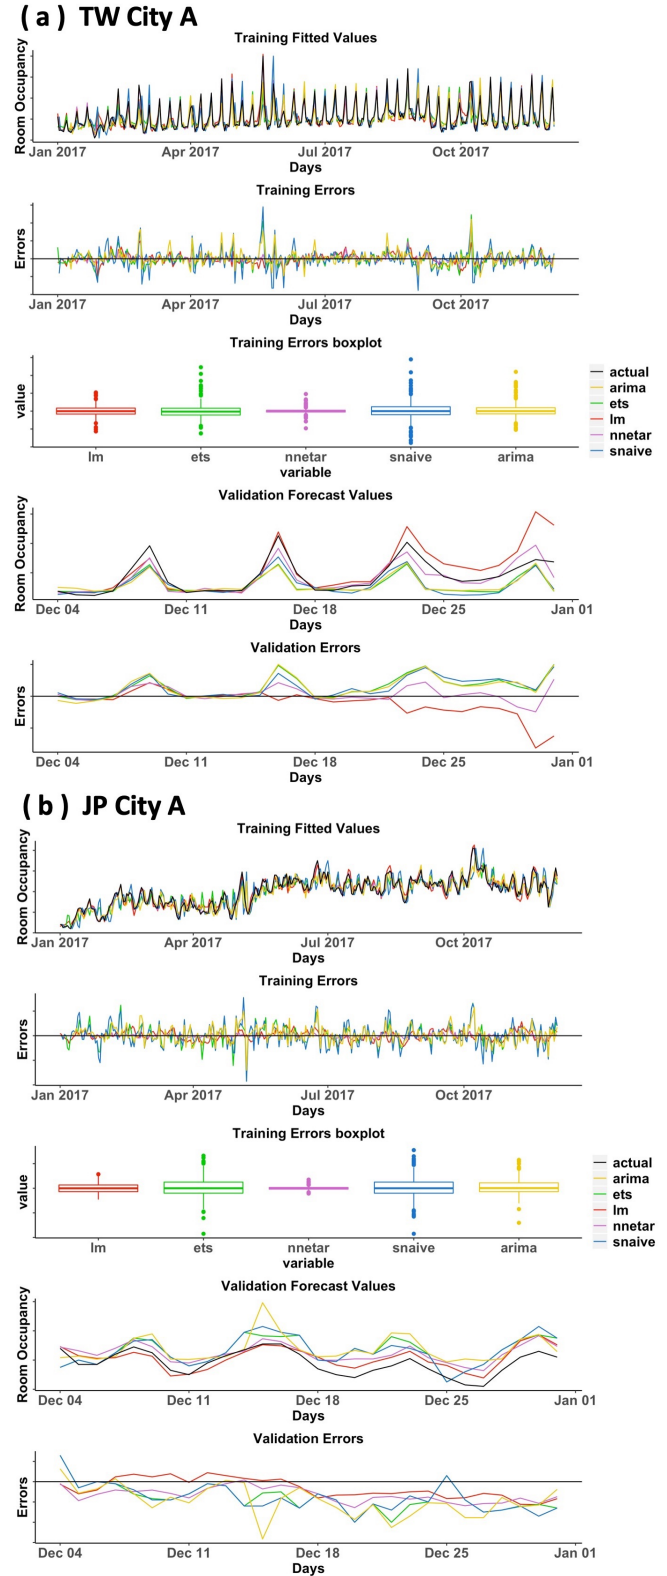 ( a ) TW City A
Training Fitted Values
Room Occupancy
Jan 2017 Apr 2017 Jul 2017 Oct 2017
Days
Training Errors
Errors
Jan 2017 Apr 2017 Jul 2017 Oct 2017
Days
Training Errors boxplot
value
lm ets nnetar snaive arima
variable
actual
arima
ets
lm
nnetar
snaive
Validation Forecast Values
Room Occupancy
Dec 04 Dec 11 Dec 18 Dec 25 Jan 01
Days
Validation Errors
Errors
Dec 04 Dec 11 Dec 18 Dec 25 Jan 01
Days
( b ) JP City A
Training Fitted Values
Room Occupancy
Jan 2017 Apr 2017 Jul 2017 Oct 2017
Days
Training Errors
Errors
Jan 2017 Apr 2017 Jul 2017 Oct 2017
Days
Training Errors boxplot
value
lm ets nnetar snaive arima
variable
actual
arima
ets
lm
nnetar
snaive
Validation Forecast Values
Room Occupancy
Dec 04 Dec 11 Dec 18 Dec 25 Jan 01
Days
Validation Errors
Errors
Dec 04 Dec 11 Dec 18 Dec 25 Jan 01
Days